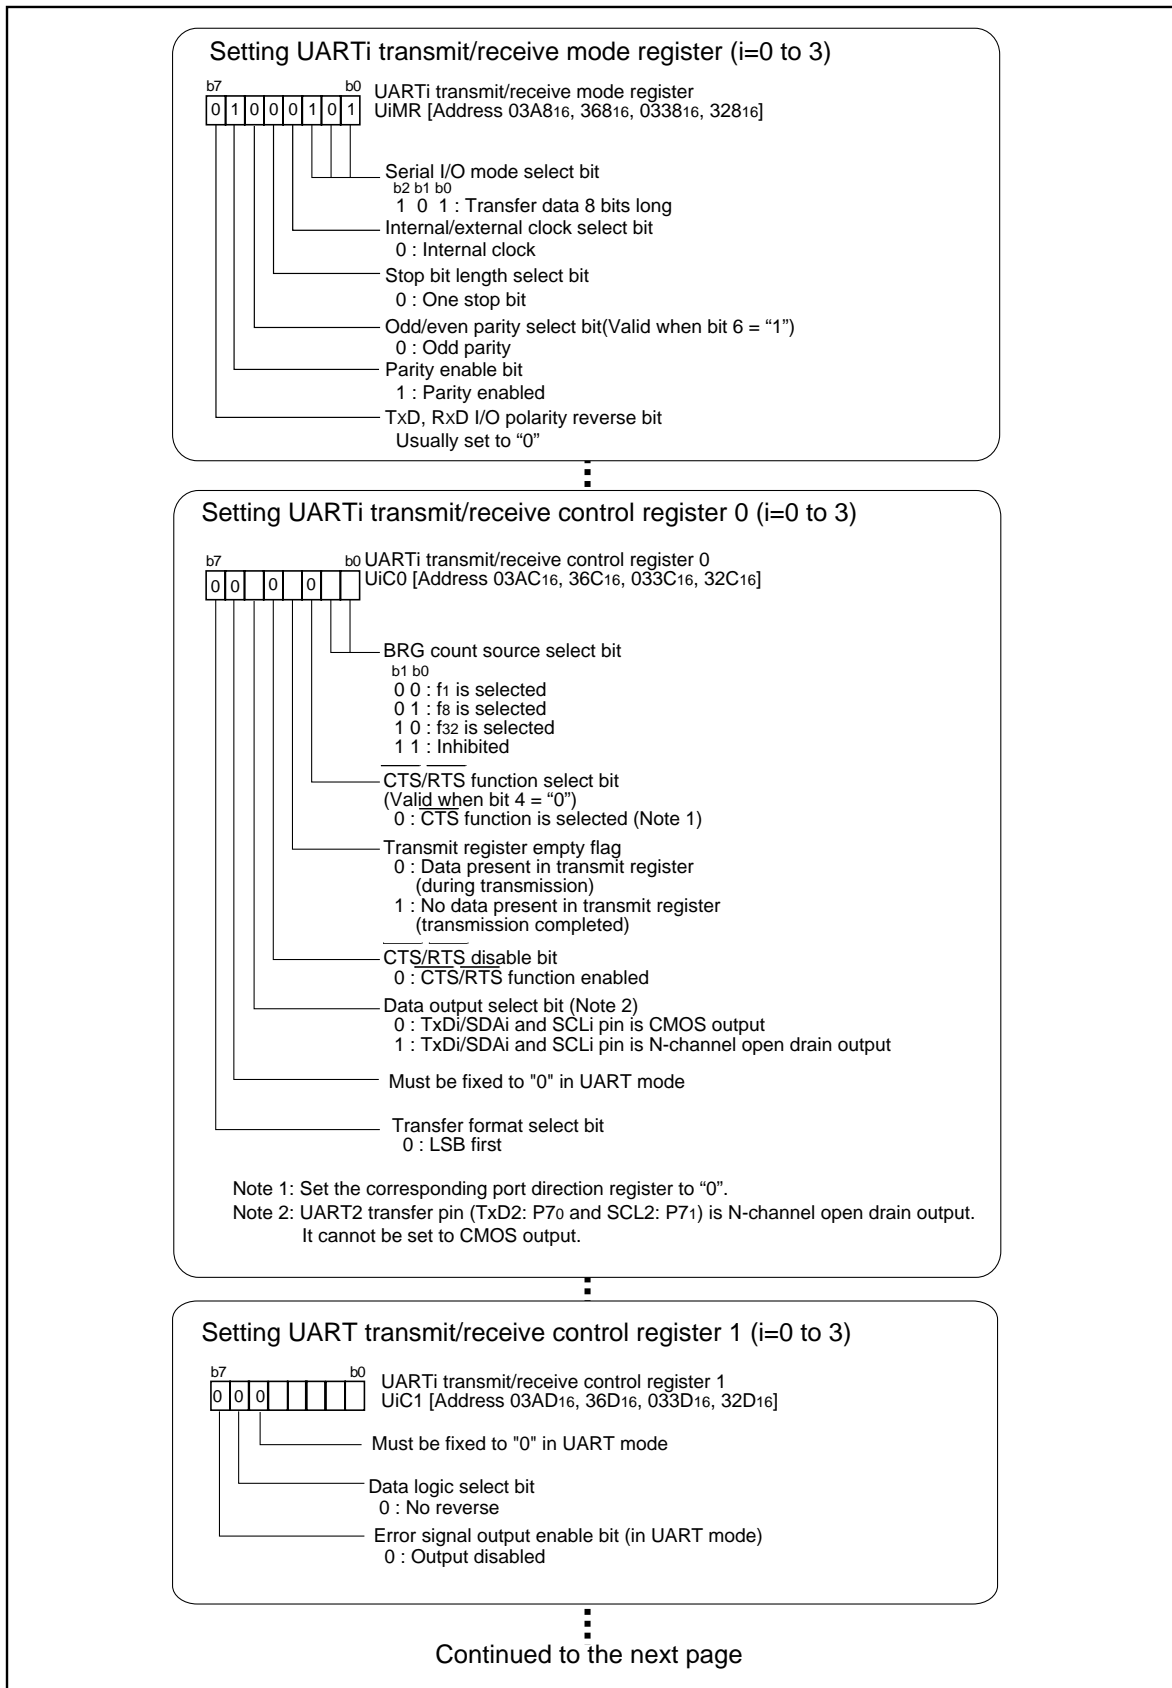 Setting UARTi transmit/receive mode register (i=0 to 3)
b7 b0
UARTi transmit/receive mode register
0 1 0 0 0 1 0 1
UiMR [Address 03A816, 36816, 033816, 32816]
Serial I/O mode select bit
b2 b1 b0
1 0 1 : Transfer data 8 bits long
Internal/external clock select bit
0 : Internal clock
Stop bit length select bit
0 : One stop bit
Odd/even parity select bit(Valid when bit 6 = “1”)
0 : Odd parity
Parity enable bit
1 : Parity enabled
TxD, RxD I/O polarity reverse bit
Usually set to “0”
Setting UARTi transmit/receive control register 0 (i=0 to 3)
b7 b0
UARTi transmit/receive control register 0
0 0 0 0
UiC0 [Address 03AC16, 36C16, 033C16, 32C16]
BRG count source select bit
b1 b0
0 0 : f1 is selected
0 1 : f8 is selected
1 0 : f32 is selected
1 1 : Inhibited
CTS/RTS function select bit
(Valid when bit 4 = “0”)
0 : CTS function is selected (Note 1)
Transmit register empty flag
0 : Data present in transmit register
(during transmission)
1 : No data present in transmit register
(transmission completed)
CTS/RTS disable bit
0 : CTS/RTS function enabled
Data output select bit (Note 2)
0 : TxDi/SDAi and SCLi pin is CMOS output
1 : TxDi/SDAi and SCLi pin is N-channel open drain output
Must be fixed to "0" in UART mode
Transfer format select bit
0 : LSB first
Note 1: Set the corresponding port direction register to “0”.
Note 2: UART2 transfer pin (TxD2: P70 and SCL2: P71) is N-channel open drain output.
It cannot be set to CMOS output.
Setting UART transmit/receive control register 1 (i=0 to 3)
b7 b0
UARTi transmit/receive control register 1
0 0 0
UiC1 [Address 03AD16, 36D16, 033D16, 32D16]
Must be fixed to "0" in UART mode
Data logic select bit
0 : No reverse
Error signal output enable bit (in UART mode)
0 : Output disabled
Continued to the next page